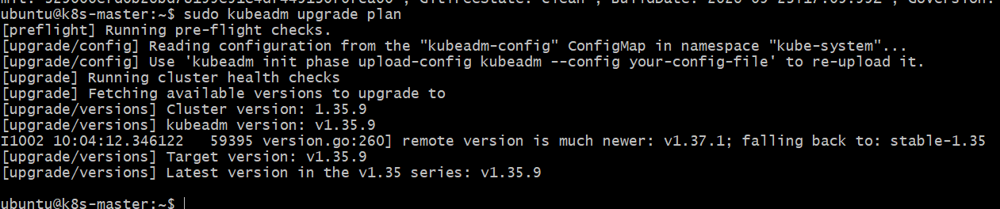 ubuntu@k8s-master:~$ sudo kubeadm upgrade plan
[preflight] Running pre-flight checks.
[upgrade/config] Reading configuration from the "kubeadm-config" ConfigMap in namespace "kube-system"...
[upgrade/config] Use 'kubeadm init phase upload-config kubeadm --config your-config-file' to re-upload it.
[upgrade] Running cluster health checks
[upgrade] Fetching available versions to upgrade to
[upgrade/versions] Cluster version: 1.35.9
[upgrade/versions] kubeadm version: v1.35.9
I1002 10:04:12.346122   59395 version.go:260] remote version is much newer: v1.37.1; falling back to: stable-1.35
[upgrade/versions] Target version: v1.35.9
[upgrade/versions] Latest version in the v1.35 series: v1.35.9
ubuntu@k8s-master:~$